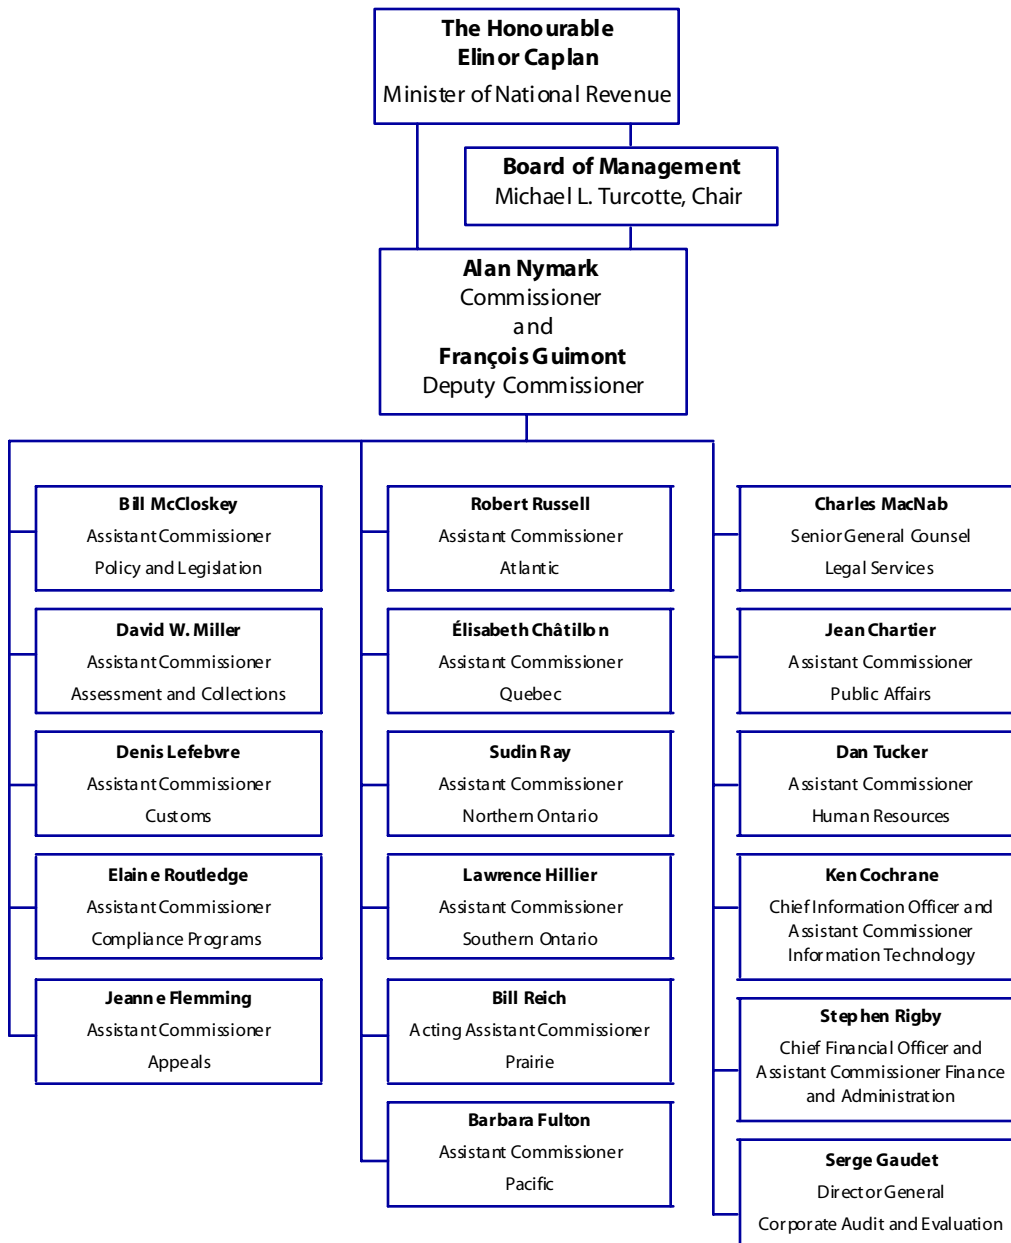 The Honourable
Elinor Caplan
Minister of National Revenue
Board of Management
Michael L. Turcotte, Chair
Alan Nymark
Commissioner
and
François Guimont
Deputy Commissioner
Bill McCloskey
Assistant Commissioner
Policy and Legislation
David W. Miller
Assistant Commissioner
Assessment and Collections
Denis Lefebvre
Assistant Commissioner
Customs
Elaine Routledge
Assistant Commissioner
Compliance Programs
Jeanne Flemming
Assistant Commissioner
Appeals
Robert Russell
Assistant Commissioner
Atlantic
Élisabeth Châtillon
Assistant Commissioner
Quebec
Sudin Ray
Assistant Commissioner
Northern Ontario
Lawrence Hillier
Assistant Commissioner
Southern Ontario
Bill Reich
Acting Assistant Commissioner
Prairie
Barbara Fulton
Assistant Commissioner
Pacific
Charles MacNab
Senior General Counsel
Legal Services
Jean Chartier
Assistant Commissioner
Public Affairs
Dan Tucker
Assistant Commissioner
Human Resources
Ken Cochrane
Chief Information Officer and
Assistant Commissioner
Information Technology
Stephen Rigby
Chief Financial Officer and
Assistant Commissioner Finance
and Administration
Serge Gaudet
Director General
Corporate Audit and Evaluation